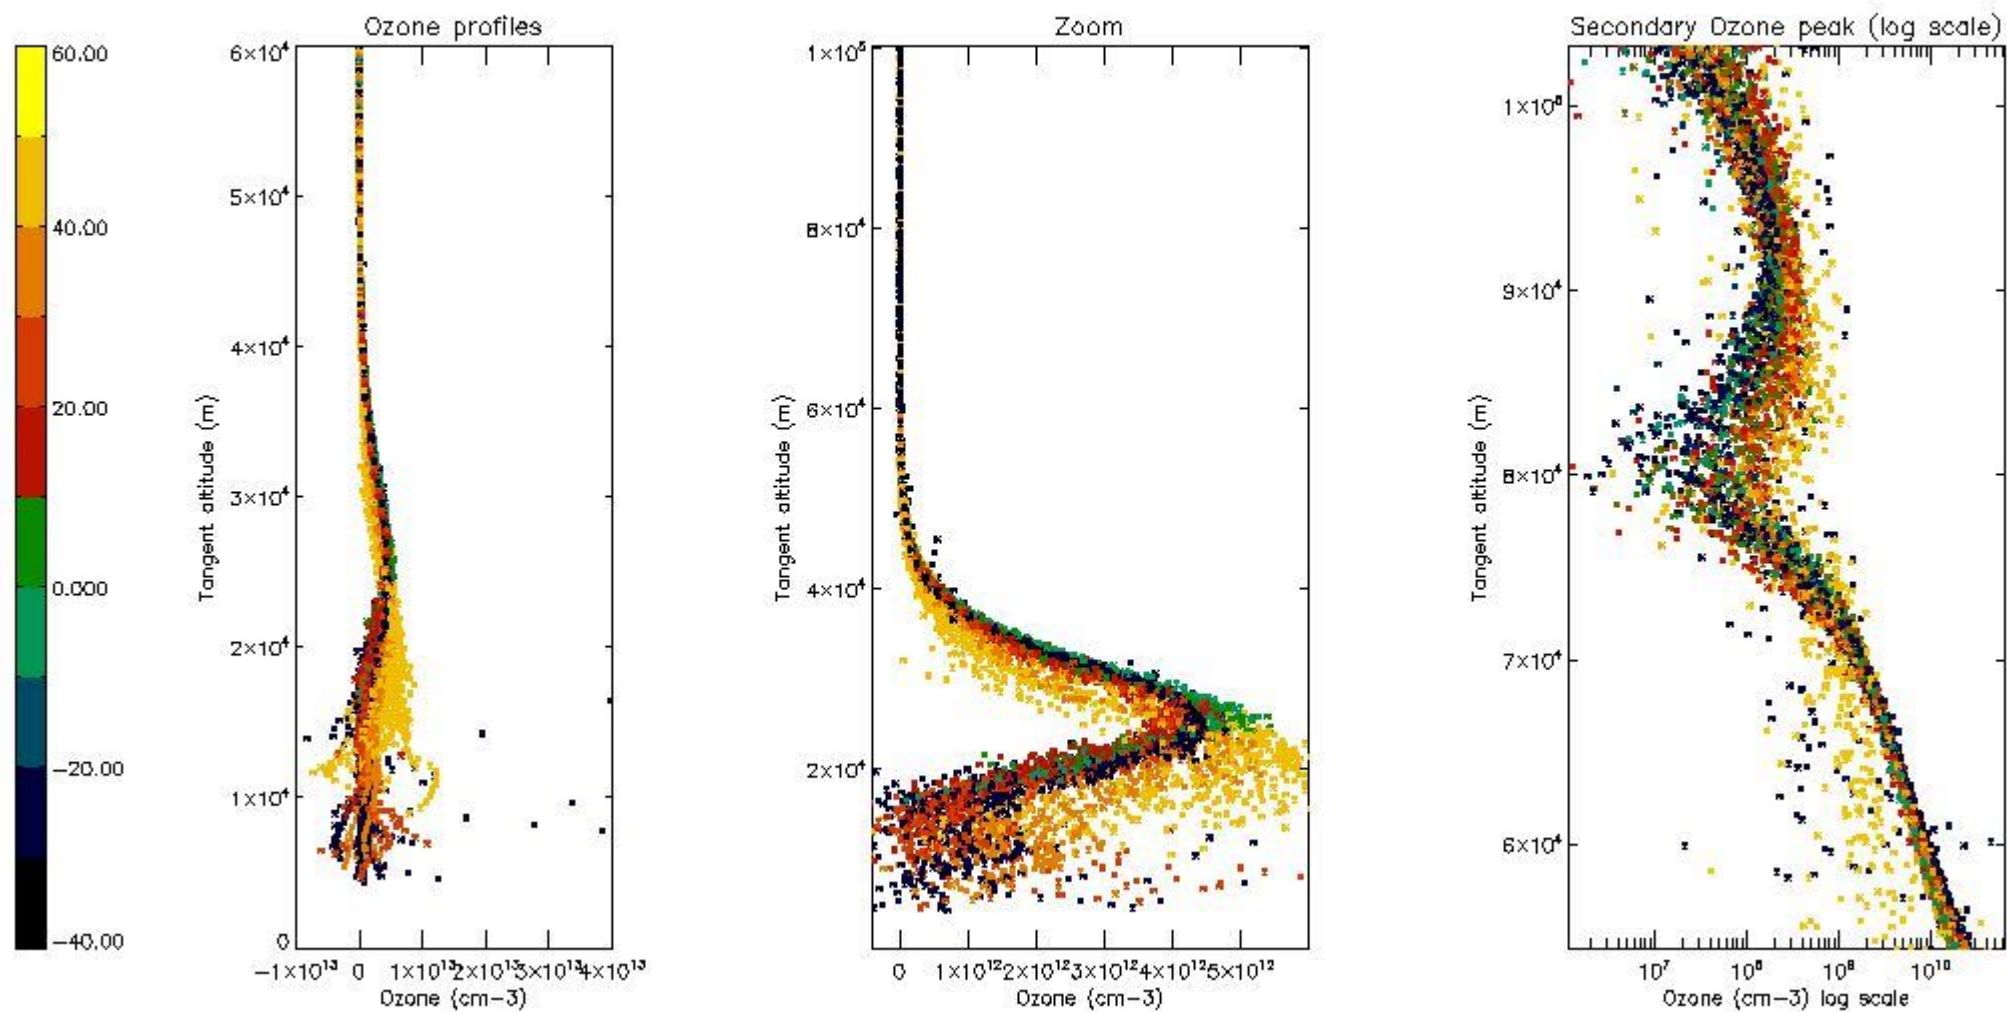 Ozone profiles
Zoom
Secondary Ozone peak (log scale)
60.00
40.00
20.00
0.000
−20.00
−40.00
6×10⁴
5×10⁴
4×10⁴
3×10⁴
2×10⁴
1×10⁴
0
Tangent altitude (m)
−1×10¹³ 0 1×10¹³ 2×10¹³ 3×10¹³ 4×10¹³
Ozone (cm−3)
1×10⁵
8×10⁴
6×10⁴
4×10⁴
2×10⁴
Tangent altitude (m)
0 1×10¹² 2×10¹² 3×10¹² 4×10¹² 5×10¹²
Ozone (cm−3)
1×10⁵
9×10⁴
8×10⁴
7×10⁴
6×10⁴
Tangent altitude (m)
10⁷ 10⁸ 10⁹ 10¹⁰
Ozone (cm−3) log scale